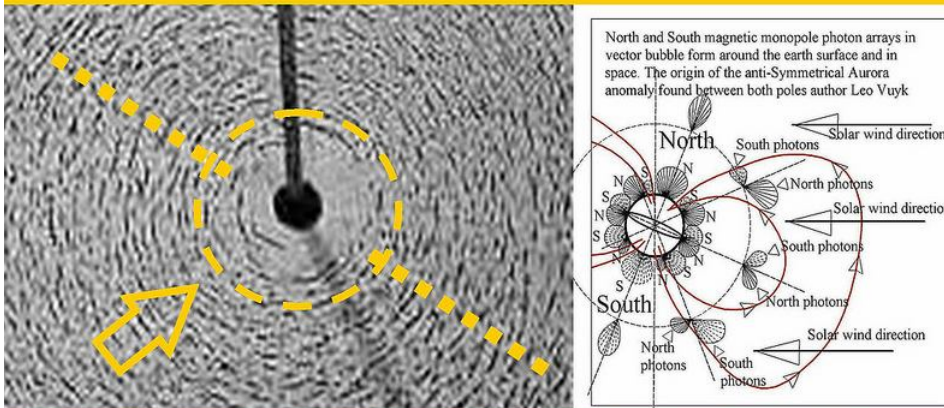 North and South magnetic monopole photon arrays in
vector bubble form around the earth surface and in
space. The origin of the anti-Symmetrical Aurora
anomaly found between both poles author Leo Vuyk
Solar wind direction
North
South photons
North photons
N
S
N
S
N
S
N
S
Solar wind direction
N
S
N
S
N
S
N
South photons
North photons
S
South
Solar wind direction
North
photons
South
photons